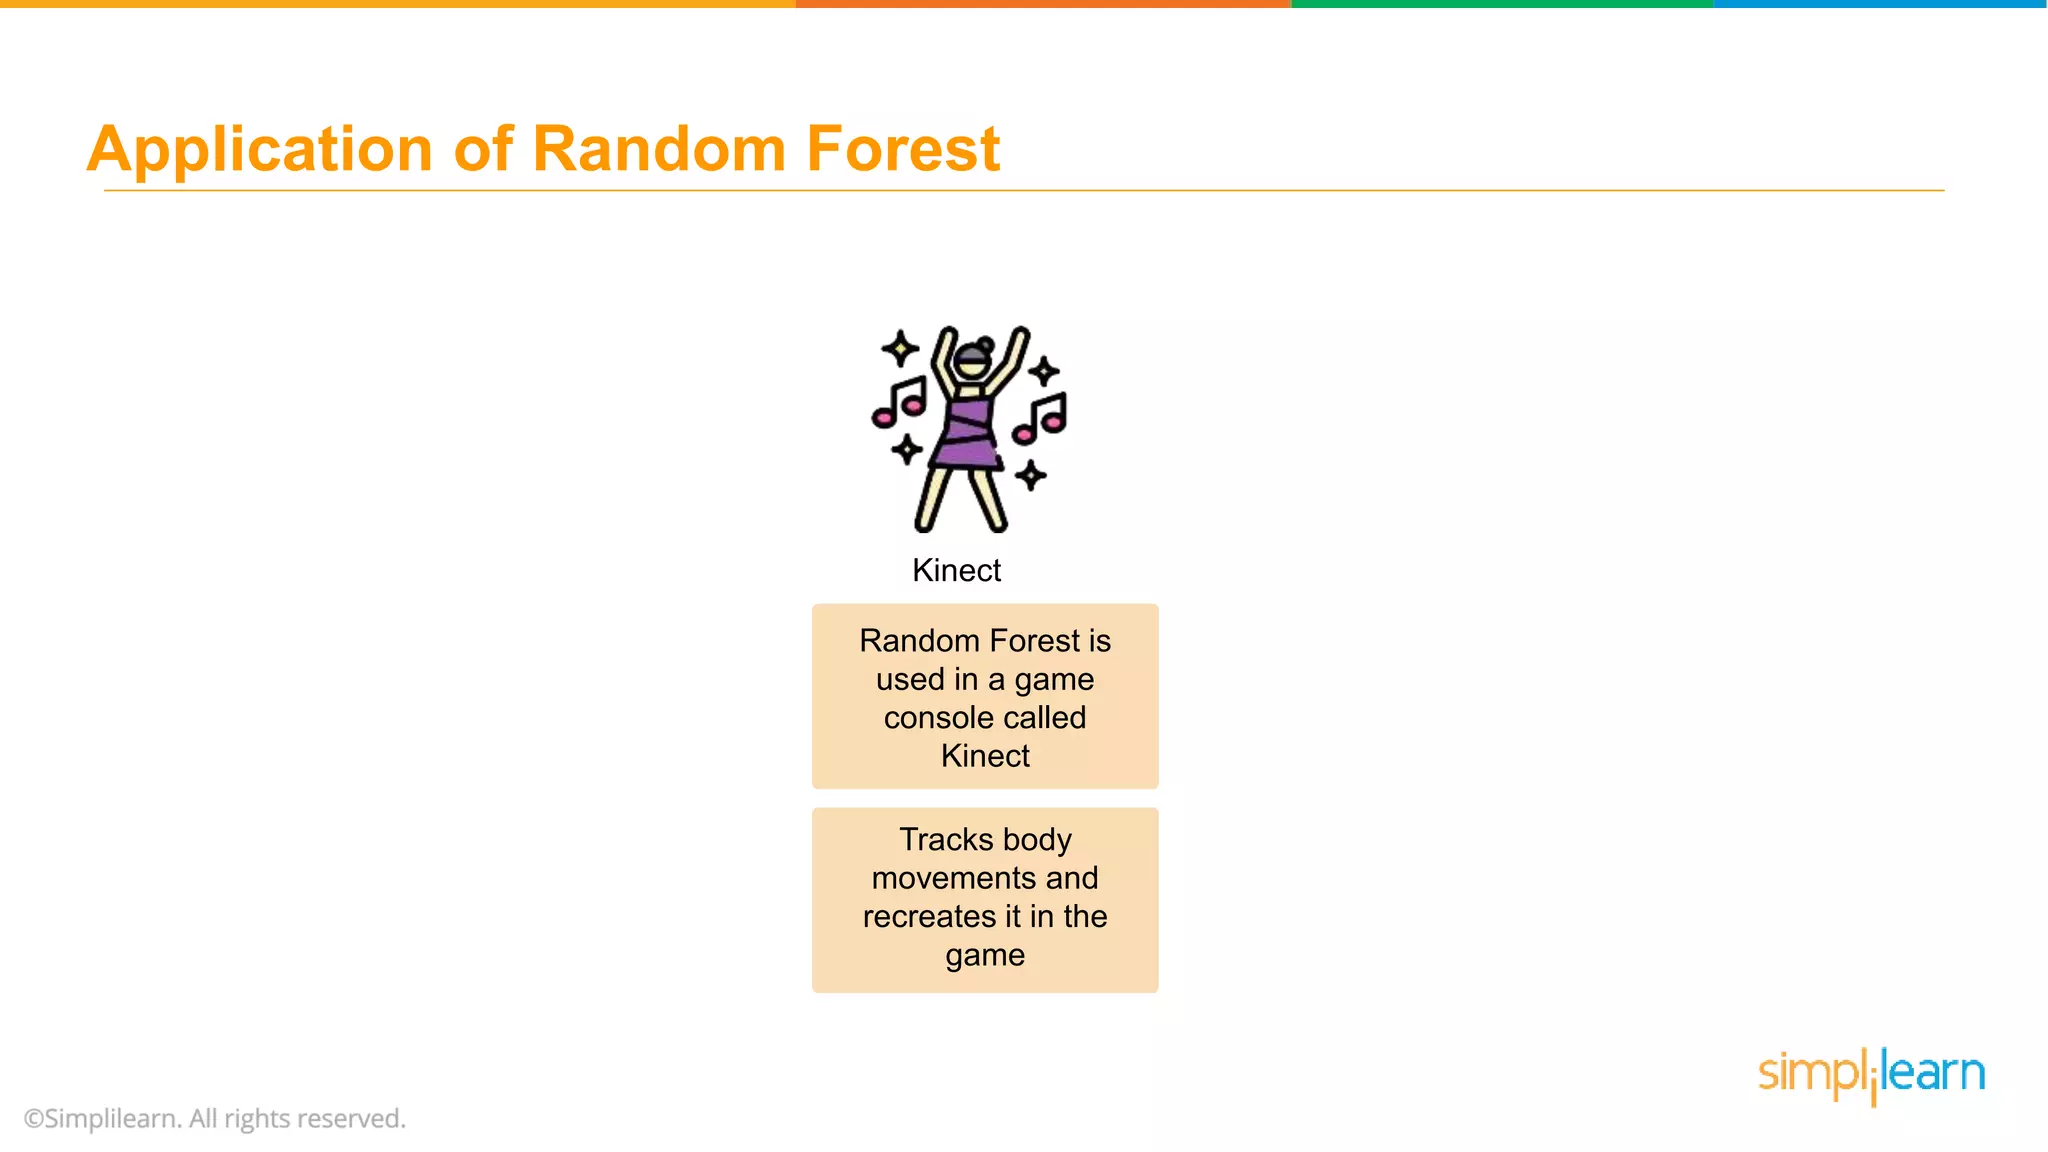 Application of Random Forest
Kinect
Random Forest is
used in a game
console called
Kinect
Tracks body
movements and
recreates it in the
game
simplilearn
©Simplilearn. All rights reserved.